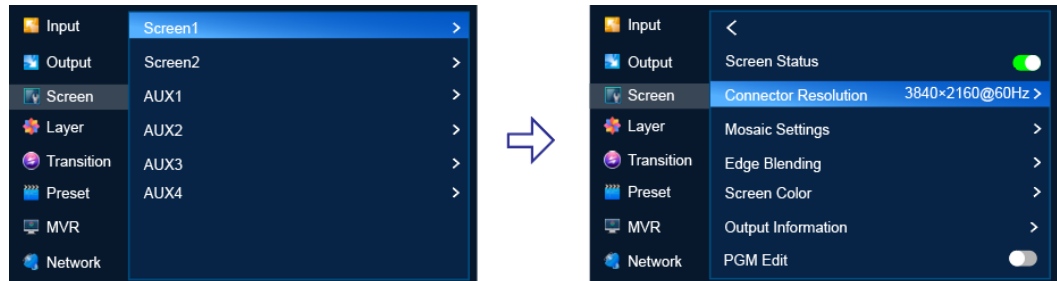 Input
Output
Screen
Layer
Transition
Preset
MVR
Network
Screen1 >
Screen2 >
AUX1 >
AUX2 >
AUX3 >
AUX4 >
Input
Output
Screen
Layer
Transition
Preset
MVR
Network
<
Screen Status
Connector Resolution 3840×2160@60Hz >
Mosaic Settings >
Edge Blending >
Screen Color >
Output Information >
PGM Edit